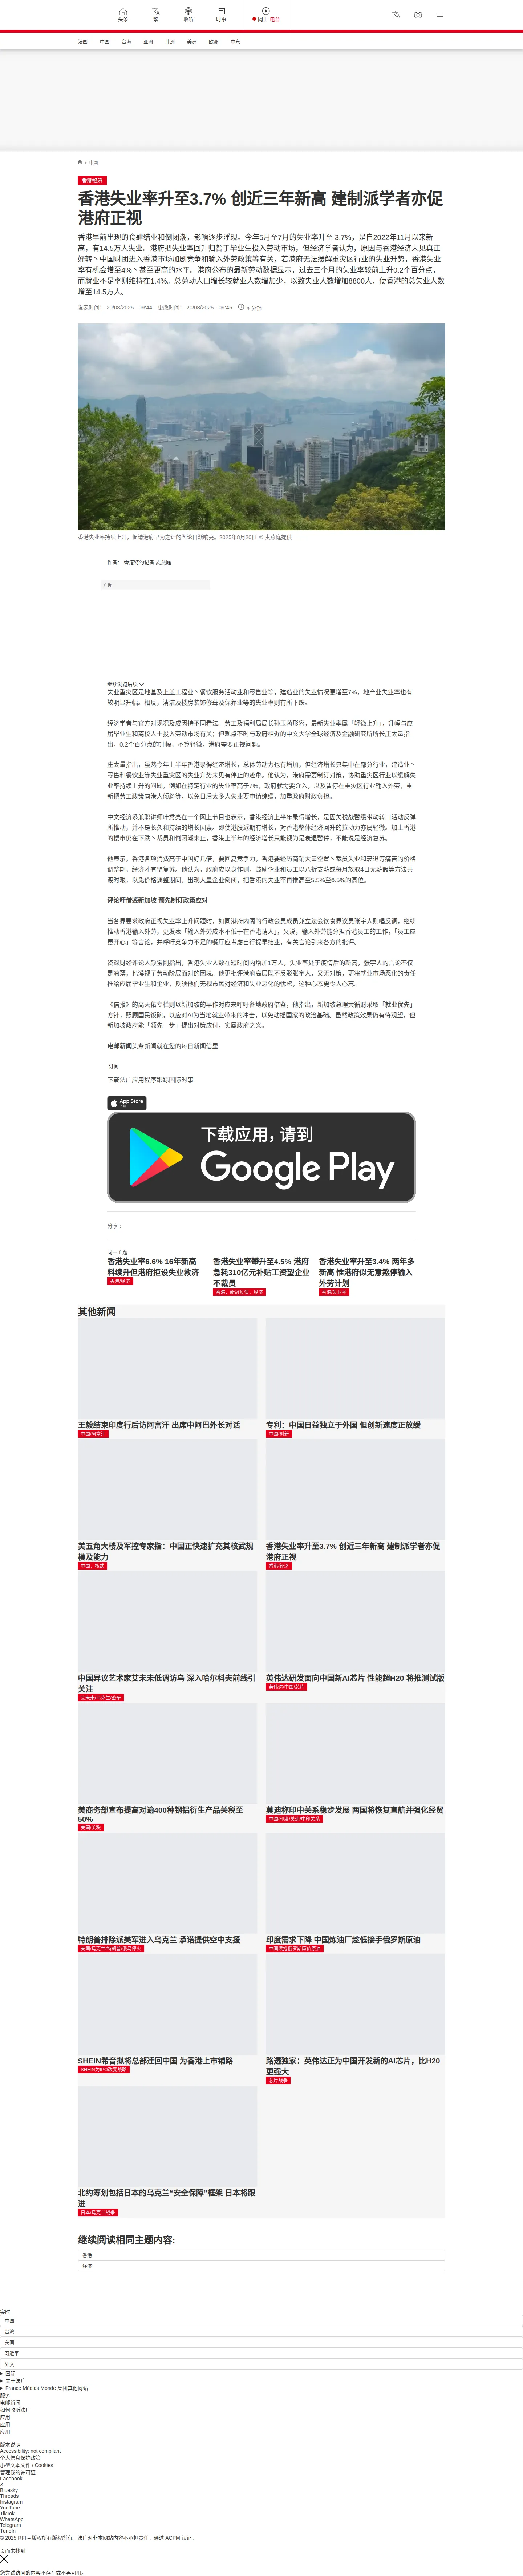 头条
繁
收听
时事
网上 电台
法国
中国
台海
亚洲
非洲
美洲
欧洲
中东
/ 中国
香港/经济
香港失业率升至3.7% 创近三年新高 建制派学者亦促港府正视
香港早前出现的食肆结业和倒闭潮，影响逐步浮现。今年5月至7月的失业率升至 3.7%，是自2022年11月以来新高，有14.5万人失业。港府把失业率回升归咎于毕业生投入劳动市场，但经济学者认为，原因与香港经济未见真正好转丶中国财团进入香港市场加剧竞争和输入外劳政策等有关，若港府无法缓解重灾区行业的失业升势，香港失业率有机会增至4%丶甚至更高的水平。港府公布的最新劳动数据显示，过去三个月的失业率较前上升0.2个百分点，而就业不足率则维持在1.4%。总劳动人口增长较就业人数增加少，以致失业人数增加8800人，使香港的总失业人数增至14.5万人。
发表时间： 20/08/2025 - 09:44 更改时间： 20/08/2025 - 09:45 9 分钟
香港失业率持续上升，促请港府学为之计的舆论日渐响亮。2025年8月20日 © 麦燕庭提供
作者： 香港特约记者 麦燕庭
广告
继续浏览后续
失业重灾区是地基及上盖工程业丶餐饮服务活动业和零售业等，建造业的失业情况更增至7%，地产业失业率也有较明显升幅。相反，清洁及楼房装饰修葺及保养业等的失业率则有所下跌。
经济学者与官方对现况及成因持不同看法。劳工及福利局局长孙玉菡形容，最新失业率属「轻微上升」，升幅与应届毕业生和离校人士投入劳动市场有关；但观点不时与政府相近的中文大学全球经济及金融研究所所长庄太量指出，0.2个百分点的升幅，不算轻微，港府需要正视问题。
庄太量指出，虽然今年上半年香港录得经济增长，总体劳动力也有增加，但经济增长只集中在部分行业，建造业丶零售和餐饮业等失业重灾区的失业升势未见有停止的迹象。他认为，港府需要制订对策，协助重灾区行业以缓解失业率持续上升的问题，例如在特定行业的失业率高于7%，政府就需要介入，以及暂停在重灾区行业输入外劳，重新把劳工政策向港人倾斜等，以免日后太多人失业要申请综缓，加重政府财政负担。
中文经济系兼职讲师叶秀亮在一个网上节目也表示，香港经济上半年录得增长，是因关税战暂缓带动转口活动反弹所推动，并不是长久和持续的增长因素。即使港股近期有增长，对香港整体经济回升的拉动力亦属轻微。加上香港的楼市仍在下跌丶裁员和倒闭潮未止，香港上半年的经济增长只能视为是衰退暂停，不能说是经济复苏。
他表示，香港各项消费高于中国好几倍，要回复竞争力，香港要经历商铺大量空置丶裁员失业和衰退等痛苦的价格调整期，经济才有望复苏。他认为，政府应以身作则，鼓励企业和员工以八折支薪或每月放取4日无薪假等方法共渡时艰，以免价格调整期间，出现大量企业倒闭，把香港的失业率再推高至5.5%至6.5%的高位。
评论吁借鉴新加坡 预先制订政策应对
当各界要求政府正视失业率上升问题时，如同港府内阁的行政会员成员兼立法会饮食界议员张宇人则唱反调，继续推动香港输入外劳，更发表「输入外劳成本不低于在香港请人」，又说，输入外劳能分担香港员工的工作，「员工应更开心」等言论，并呼吁竞争力不足的餐厅应考虑自行提早结业，有关言论引来各方的批评。
资深财经评论人颜宝刚指出，香港失业人数在短时间内增加1万人，失业率处于疫情后的新高，张宇人的言论不仅是凉薄，也漠视了劳动阶层面对的困境。他更批评港府高层既不反驳张宇人，又无对策，更将就业市场恶化的责任推给应届毕业生和企业，反映他们无视市民对经济和失业恶化的忧虑，这种心态更令人心寒。
《信报》的高天佑专栏则以新加坡的早作对应来呼吁各地政府借鉴，他指出，新加坡总理黄循财采取「就业优先」方针，照顾国民饭碗，以应对AI为当地就业带来的冲击，以免动摇国家的政治基础。虽然政策效果仍有待观望，但新加坡政府能「领先一步」提出对策应付，实属政府之义。
电邮新闻头条新闻就在您的每日新闻信里
订阅
下载法广应用程序跟踪国际时事
App Store
下载应用，请到
Google Play
分享 :
同一主题
香港失业率6.6% 16年新高 料续升但港府拒设失业救济
香港/经济
香港失业率攀升至4.5% 港府急耗310亿元补贴工资望企业不裁员
香港、新冠疫情、经济
香港失业率升至3.4% 两年多新高 惟港府似无意煞停输入外劳计划
香港/失业率
其他新闻
王毅结束印度行后访阿富汗 出席中阿巴外长对话
中国/阿富汗
专利：中国日益独立于外国 但创新速度正放缓
中国/创新
美五角大楼及军控专家指：中国正快速扩充其核武规模及能力
中国、核武
香港失业率升至3.7% 创近三年新高 建制派学者亦促港府正视
香港/经济
中国异议艺术家艾未未低调访乌 深入哈尔科夫前线引关注
艾未未/乌克兰/战争
英伟达研发面向中国新AI芯片 性能超H20 将推测试版
英伟达/中国/芯片
美商务部宣布提高对逾400种钢铝衍生产品关税至50%
美国/关税
莫迪称印中关系稳步发展 两国将恢复直航并强化经贸
中国/印度/莫迪/中印关系
特朗普排除派美军进入乌克兰 承诺提供空中支援
美国/乌克兰/特朗普/俄乌停火
印度需求下降 中国炼油厂趁低接手俄罗斯原油
中国接抢俄罗斯廉价原油
SHEIN希音拟将总部迁回中国 为香港上市铺路
SHEIN为IPO改变战略
路透独家：英伟达正为中国开发新的AI芯片，比H20更强大
芯片战争
北约筹划包括日本的乌克兰“安全保障”框架 日本将跟进
日本/乌克兰战争
继续阅读相同主题内容:
香港
经济
实时
中国
台湾
美国
习近平
外交
国际
关于法广
France Médias Monde 集团其他网站
服务
电邮新闻
如何收听法广
应用
应用
应用
版本说明
Accessibility: not compliant
个人信息保护政策
小型文本文件 / Cookies
管理我的许可证
Facebook
X
Bluesky
Threads
Instagram
YouTube
TikTok
WhatsApp
Telegram
TuneIn
© 2025 RFI – 版权所有版权所有。法广对非本网站内容不承担责任。通过 ACPM 认证。
页面未找到
您尝试访问的内容不存在或不再可用。